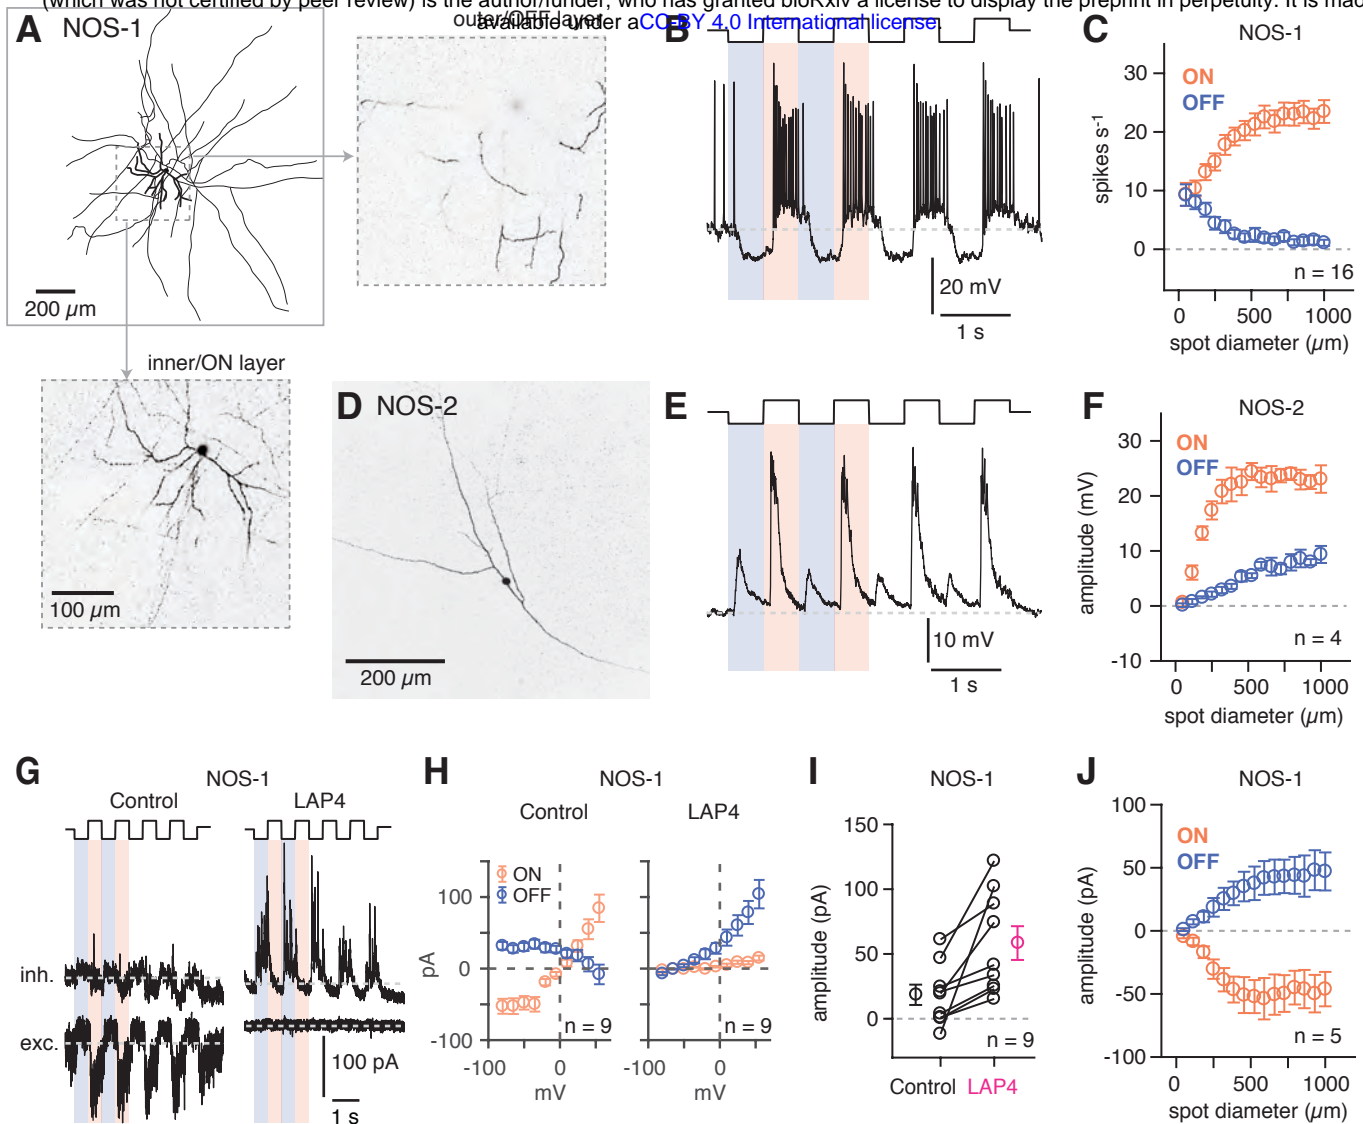 (which was not certified by peer review) is the author/funder, who has granted bioRxiv a license to display the preprint in perpetuity. It is mad
available under aCC-BY 4.0 International license.
A NOS-1
outer/OFF layer
200 µm
inner/ON layer
100 µm
B
20 mV
1 s
C NOS-1
ON
OFF
spikes s-1
30
20
10
0
n = 16
0 500 1000
spot diameter (µm)
D NOS-2
200 µm
E
10 mV
1 s
F NOS-2
ON
OFF
amplitude (mV)
30
20
10
0
-10
n = 4
0 500 1000
spot diameter (µm)
G NOS-1
Control LAP4
inh.
exc.
100 pA
1 s
H NOS-1
Control LAP4
ON
OFF
pA
100
0
-100
n = 9 n = 9
-100 0 -100 0
mV mV
I NOS-1
amplitude (pA)
150
100
50
0
n = 9
Control LAP4
J NOS-1
ON
OFF
amplitude (pA)
100
50
0
-50
-100
n = 5
0 500 1000
spot diameter (µm)